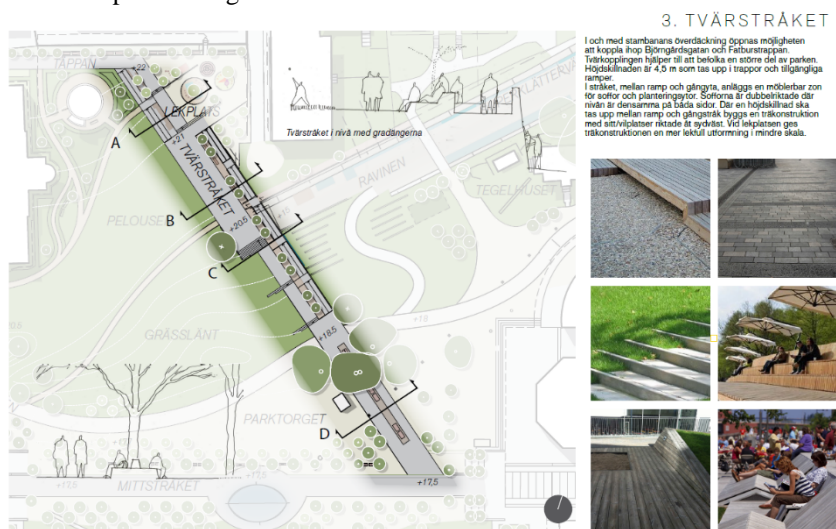 3. TVÄRSTRÅKET
I och med stambanans överdäckning öppnas möjligheten
att koppla ihop Björngårdsgatan och Fatburstrappan.
Tvärkopplingen hjälper till att befolka en större del av parken.
Höjdskillnaden är 4,5 m som tas upp i trappor och tillgängliga
ramper.
I stråket, mellan ramp och gångyta, anläggs en möblerbar zon
för soffor och planteringsytor. Sofforna är dubbelriktade där
nivån är densamma på båda sidor. Där en höjdskillnad ska
tas upp mellan ramp och gångstråk byggs en träkonstruktion
med sitt/vilplatser riktade åt sydväst. Vid lekplatsen ges
träkonstruktionen en mer lekfull utformning i mindre skala.
TRAPPAN
+22
LEKPLATS
A
+21
TVÄRSTRÅKET
Tvärstråket i nivå med gradängerna
RAVINEN
TEGELHUSET
PELOUSE
B
+20.5
C
GRÄSSLÄNT
+18.5
+18
PARKTORGET
D
+17,5
+17,5
MITTSTRÅKET